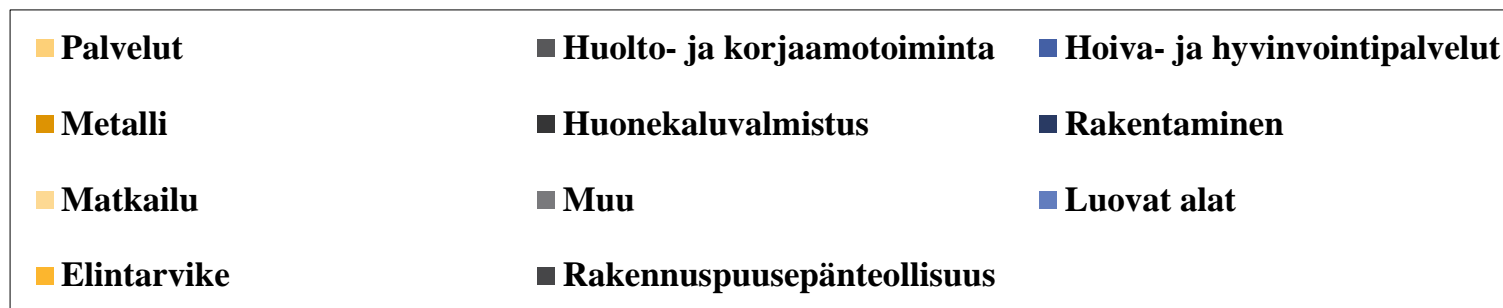 Palvelut
Huolto- ja korjaamotoiminta
Hoiva- ja hyvinvointipalvelut
Metalli
Huonekaluvalmistus
Rakentaminen
Matkailu
Muu
Luovat alat
Elintarvike
Rakennuspuusepänteollisuus